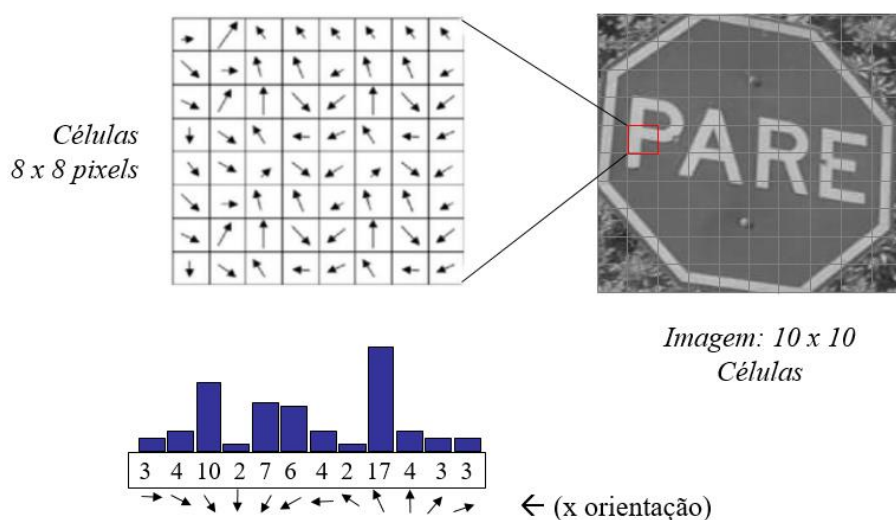 Células
8 x 8 pixels
PARE
Imagem: 10 x 10
Células
3 4 10 2 7 6 4 2 17 4 3 3
← (x orientação)